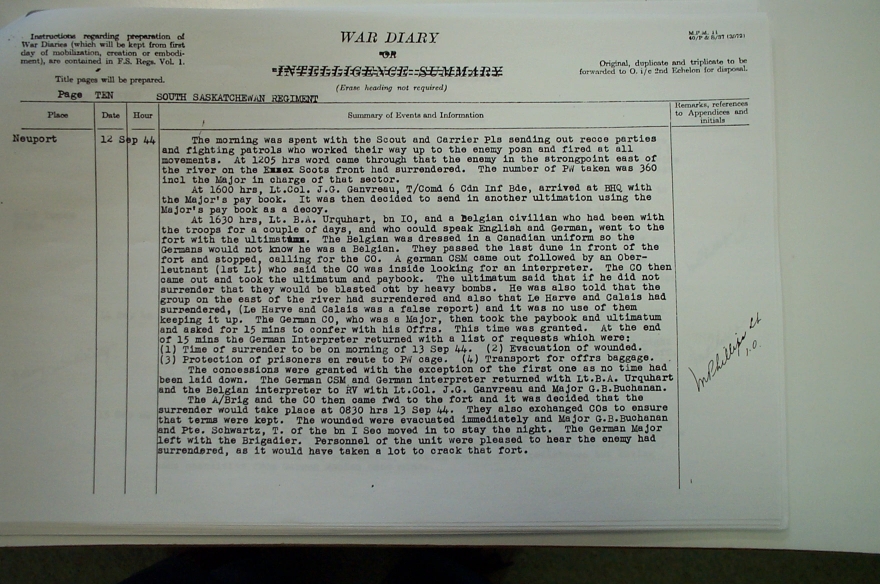 Instructions regarding preparation of
War Diaries (which will be kept from first
day of mobilization, creation or embodi-
ment), are contained in F.S. Regs. Vol. 1.
Title pages will be prepared.
WAR DIARY
OR
INTELLIGENCE SUMMARY
(Erase heading not required)
M.F.M. 11
Original, duplicate and triplicate to be
forwarded to O. i/c 2nd Echelon for disposal.
Page TEN SOUTH SASKATCHEWAN REGIMENT
Place Date Hour Summary of Events and Information Remarks, references
to Appendices and
initials
Neuport 12 Sep 44 The morning was spent with the Scout and Carrier Pls sending out recce parties
and fighting patrols who worked their way up to the enemy posn and fired at all
movements. At 1205 hrs word came through that the enemy in the strongpoint east of
the river on the Essex Scots front had surrendered. The number of PW taken was 360
incl the Major in charge of that sector.
At 1600 hrs, Lt.Col. J.G. Ganvreau, T/Comd 6 Cdn Inf Bde, arrived at BHQ with
the Major's pay book. It was then decided to send in another ultimation using the
Major's pay book as a decoy.
At 1630 hrs, Lt. B.A. Urquhart, bn IO, and a Belgian civilian who had been with
the troops for a couple of days, and who could speak English and German, went to the
fort with the ultimatum. The Belgian was dressed in a Canadian uniform so the
Germans would not know he was a Belgian. They passed the last dune in front of the
fort and stopped, calling for the CO. A german CSM came out followed by an Ober-
leutnant (1st Lt) who said the CO was inside looking for an interpreter. The CO then
came out and took the ultimatum and paybook. The ultimatum said that if he did not
surrender that they would be blasted out by heavy bombs. He was also told that the
group on the east of the river had surrendered and also that Le Harve and Calais had
surrendered, (Le Harve and Calais was a false report) and it was no use of them
keeping it up. The German CO, who was a Major, then took the paybook and ultimatum
and asked for 15 mins to confer with his Offrs. This time was granted. At the end
of 15 mins the German Interpreter returned with a list of requests which were;
(1) Time of surrender to be on morning of 13 Sep 44. (2) Evacuation of wounded.
(3) Protection of prisoners en route to PW cage. (4) Transport for offrs baggage.
The concessions were granted with the exception of the first one as no time had
been laid down. The German CSM and German interpreter returned with Lt.B.A. Urquhart
and the Belgian interpreter to RV with Lt.Col. J.G. Ganvreau and Major G.B.Buchnan.
The A/Brig and the CO then came fwd to the fort and it was decided that the
surrender would take place at 0830 hrs 13 Sep 44. They also exchanged COs to ensure
that terms were kept. The wounded were evacuated immediately and Major G.B.Buchanan
and Pte. Schwartz, T. of the bn I Sec moved in to stay the night. The German Major
left with the Brigadier. Personnel of the unit were pleased to hear the enemy had
surrendered, as it would have taken a lot to crack that fort.
Phillips Lt
I.O.